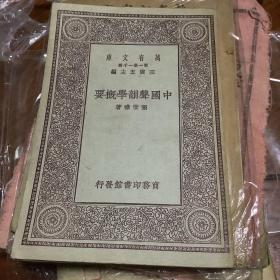 萬有文庫
第一集一千種
王雲五主編
中國聲韻學概要
張世祿著
商務印書館發行